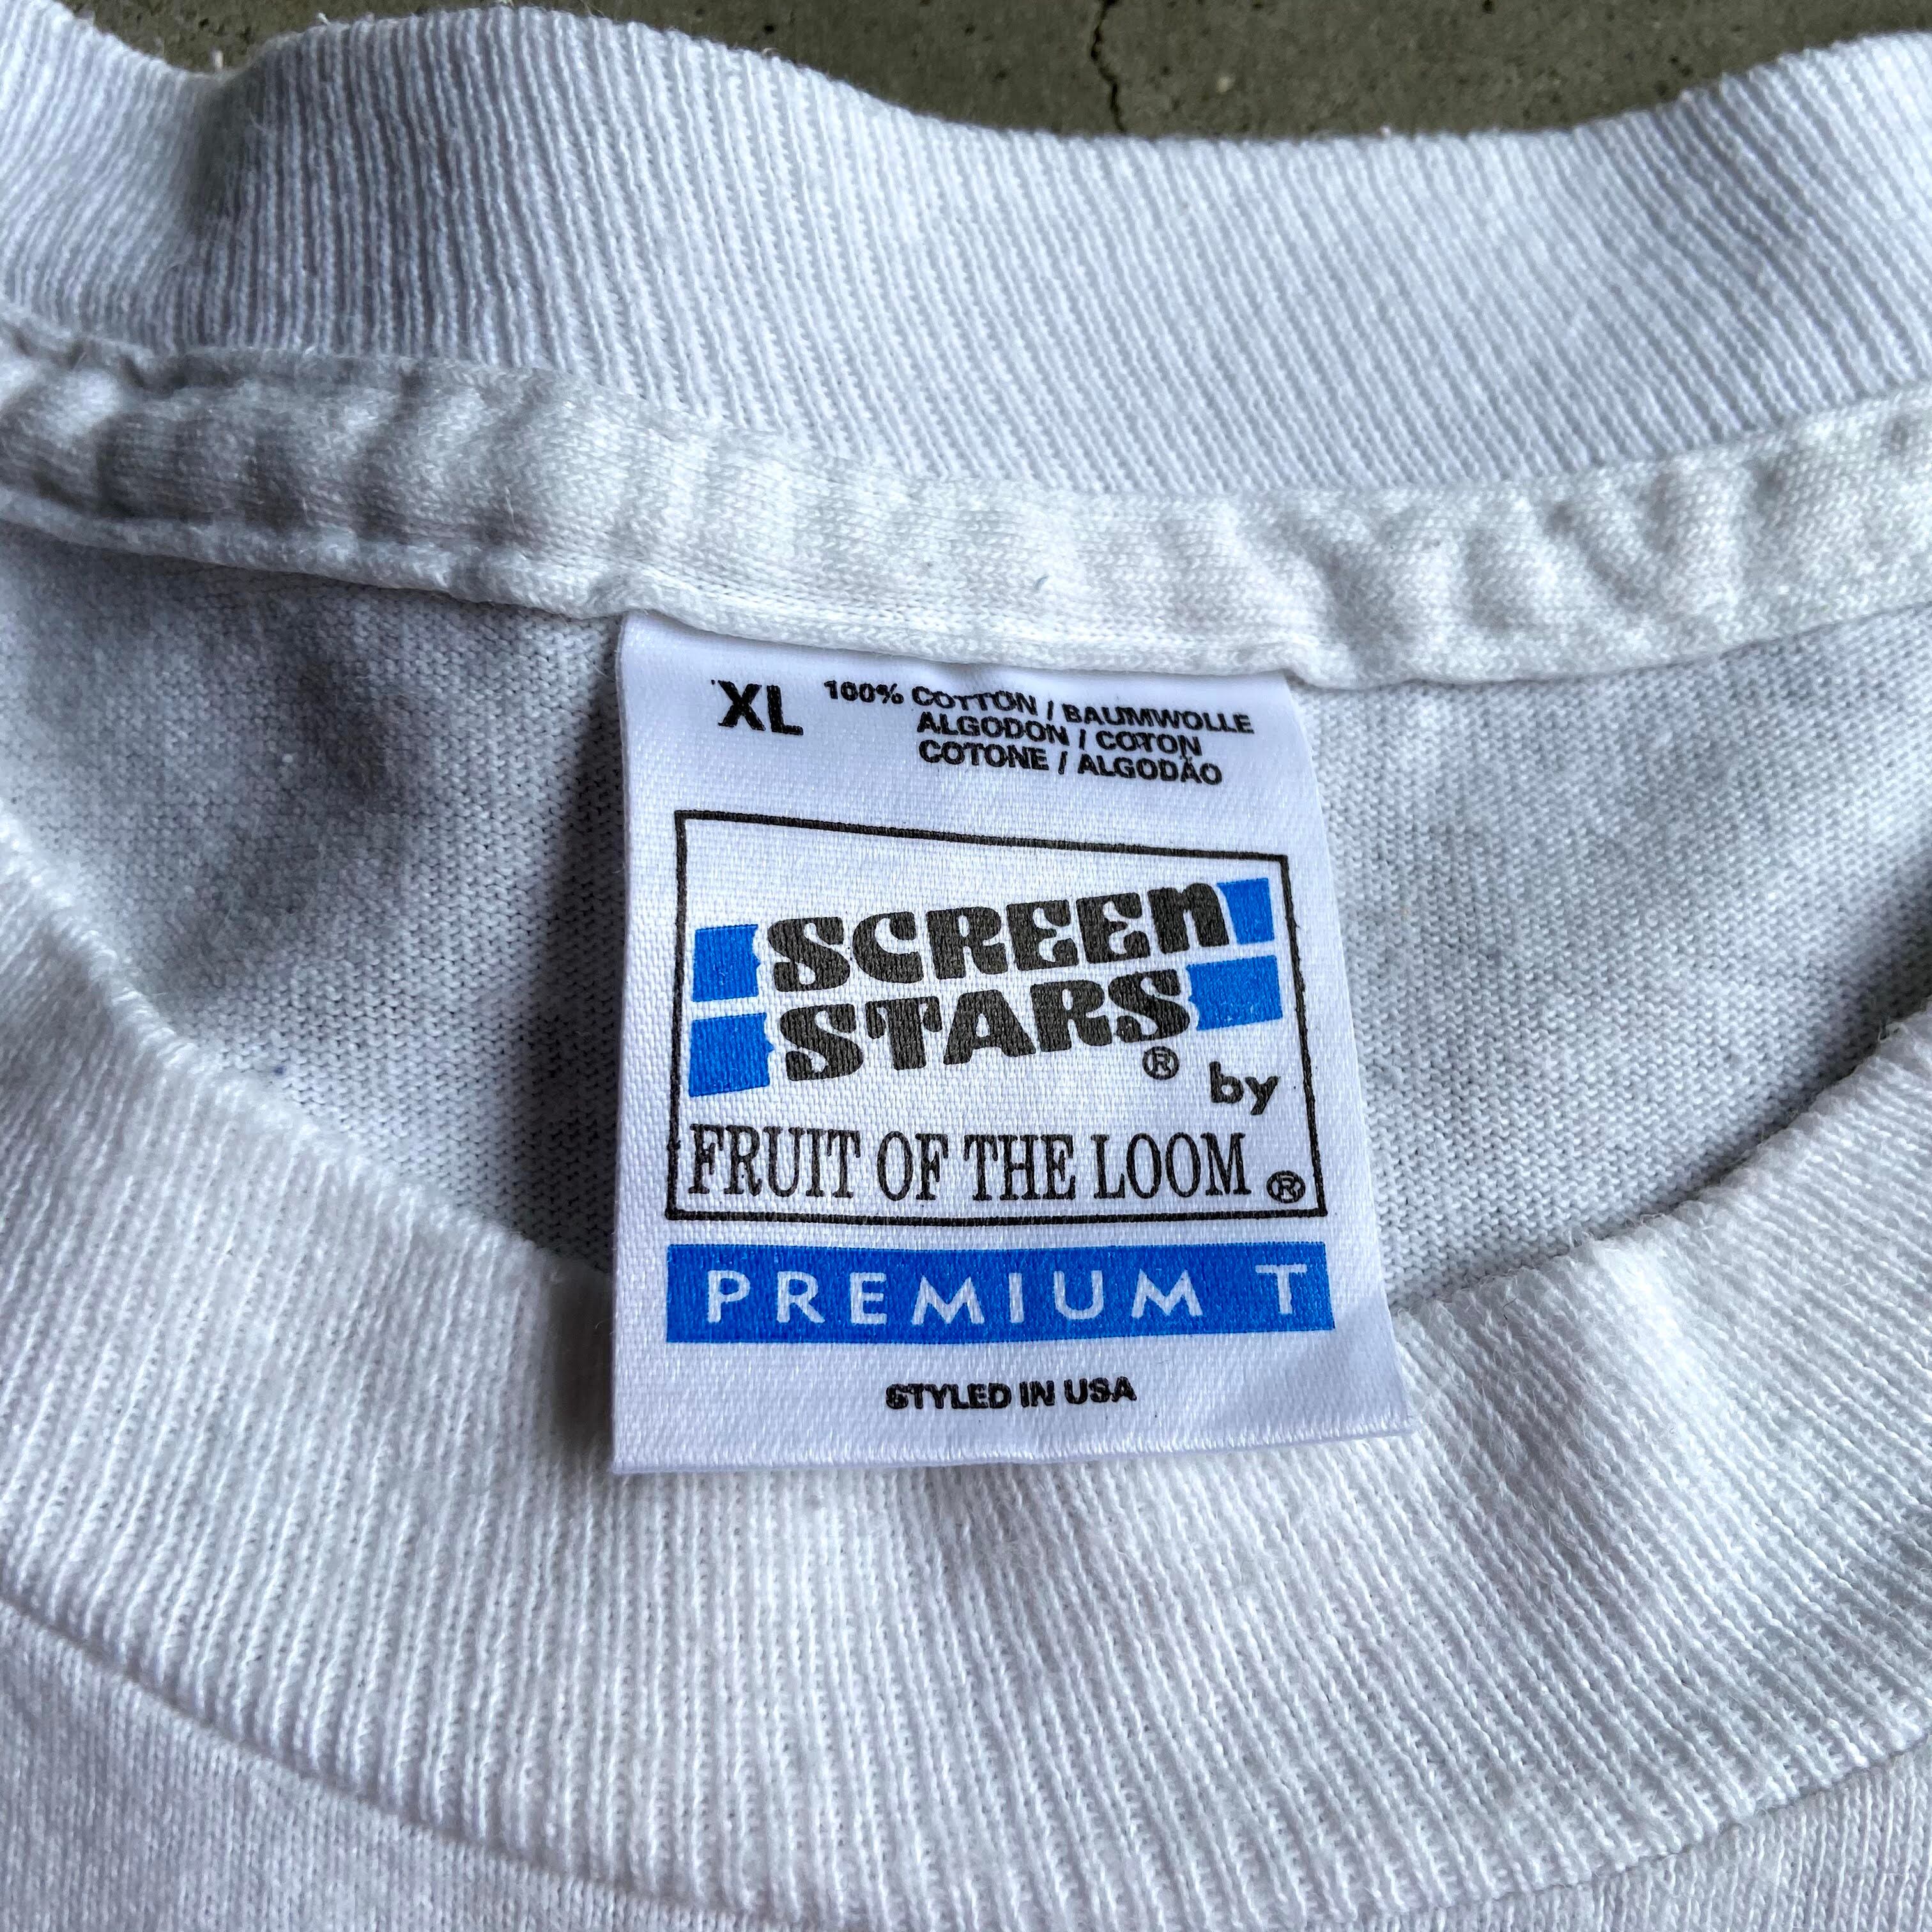 XL 100% COTTON / BAUMWOLLE
ALGODON / COTON
COTONE / ALGODÃO
SCREEN
STARS
® by
FRUIT OF THE LOOM ®
PREMIUM T
STYLED IN USA